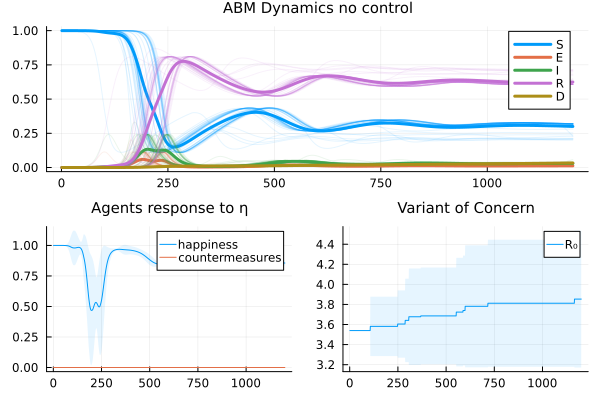 ABM Dynamics no control
1.00
0.75
0.50
0.25
0.00
S
E
I
R
D
0 250 500 750 1000
Agents response to η
1.00
0.75
0.50
0.25
0.00
happiness
countermeasures
0 250 500 750 1000
Variant of Concern
4.4
4.2
4.0
3.8
3.6
3.4
3.2
R₀
0 250 500 750 1000